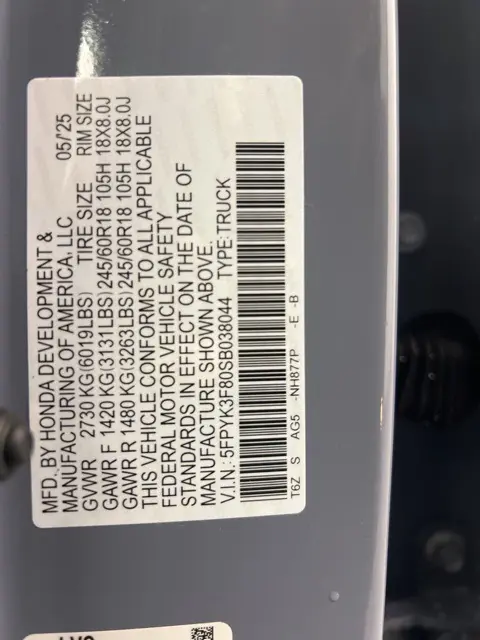 MFD. BY HONDA DEVELOPMENT &
MANUFACTURING OF AMERICA, LLC 05/'25
GVWR 2730 KG(6019LBS) TIRE SIZE RIM SIZE
GAWR F 1420 KG(3131LBS)245/60R18 105H 18X8.0J
GAWR R 1480 KG(3263LBS)245/60R18 105H 18X8.0J
THIS VEHICLE CONFORMS TO ALL APPLICABLE
FEDERAL MOTOR VEHICLE SAFETY
STANDARDS IN EFFECT ON THE DATE OF
MANUFACTURE SHOWN ABOVE.
V.I.N.:5FPYK3F80SB038044 TYPE:TRUCK
T6Z S AG5 -NH877P -E -B